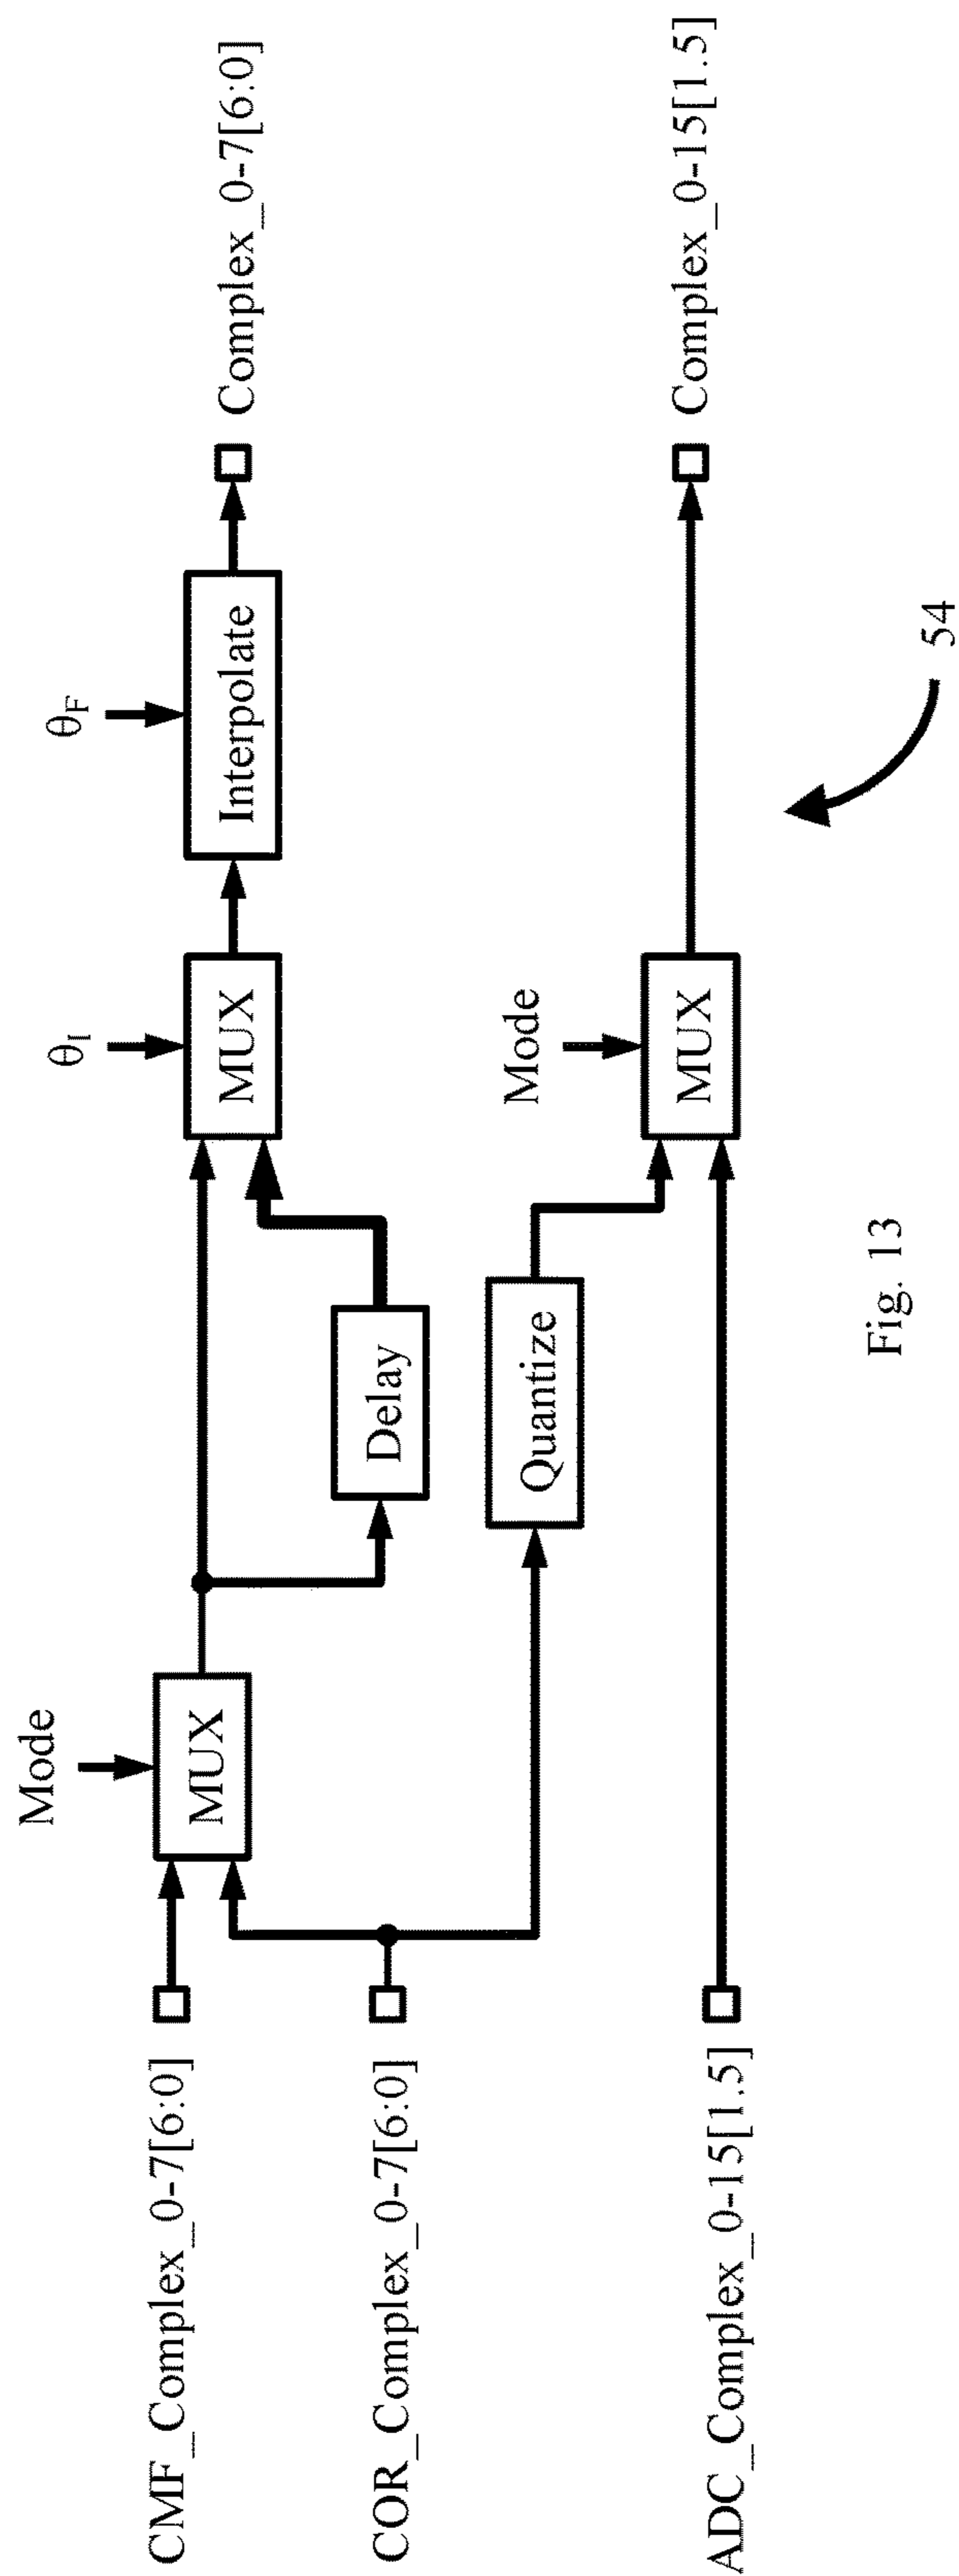 Mode
θI
θF
CMF_Complex_0-7[6:0]
MUX
MUX
Interpolate
Complex_0-7[6:0]
COR_Complex_0-7[6:0]
Delay
Mode
Quantize
ADC_Complex_0-15[1.5]
MUX
Complex_0-15[1.5]
54
Fig. 13